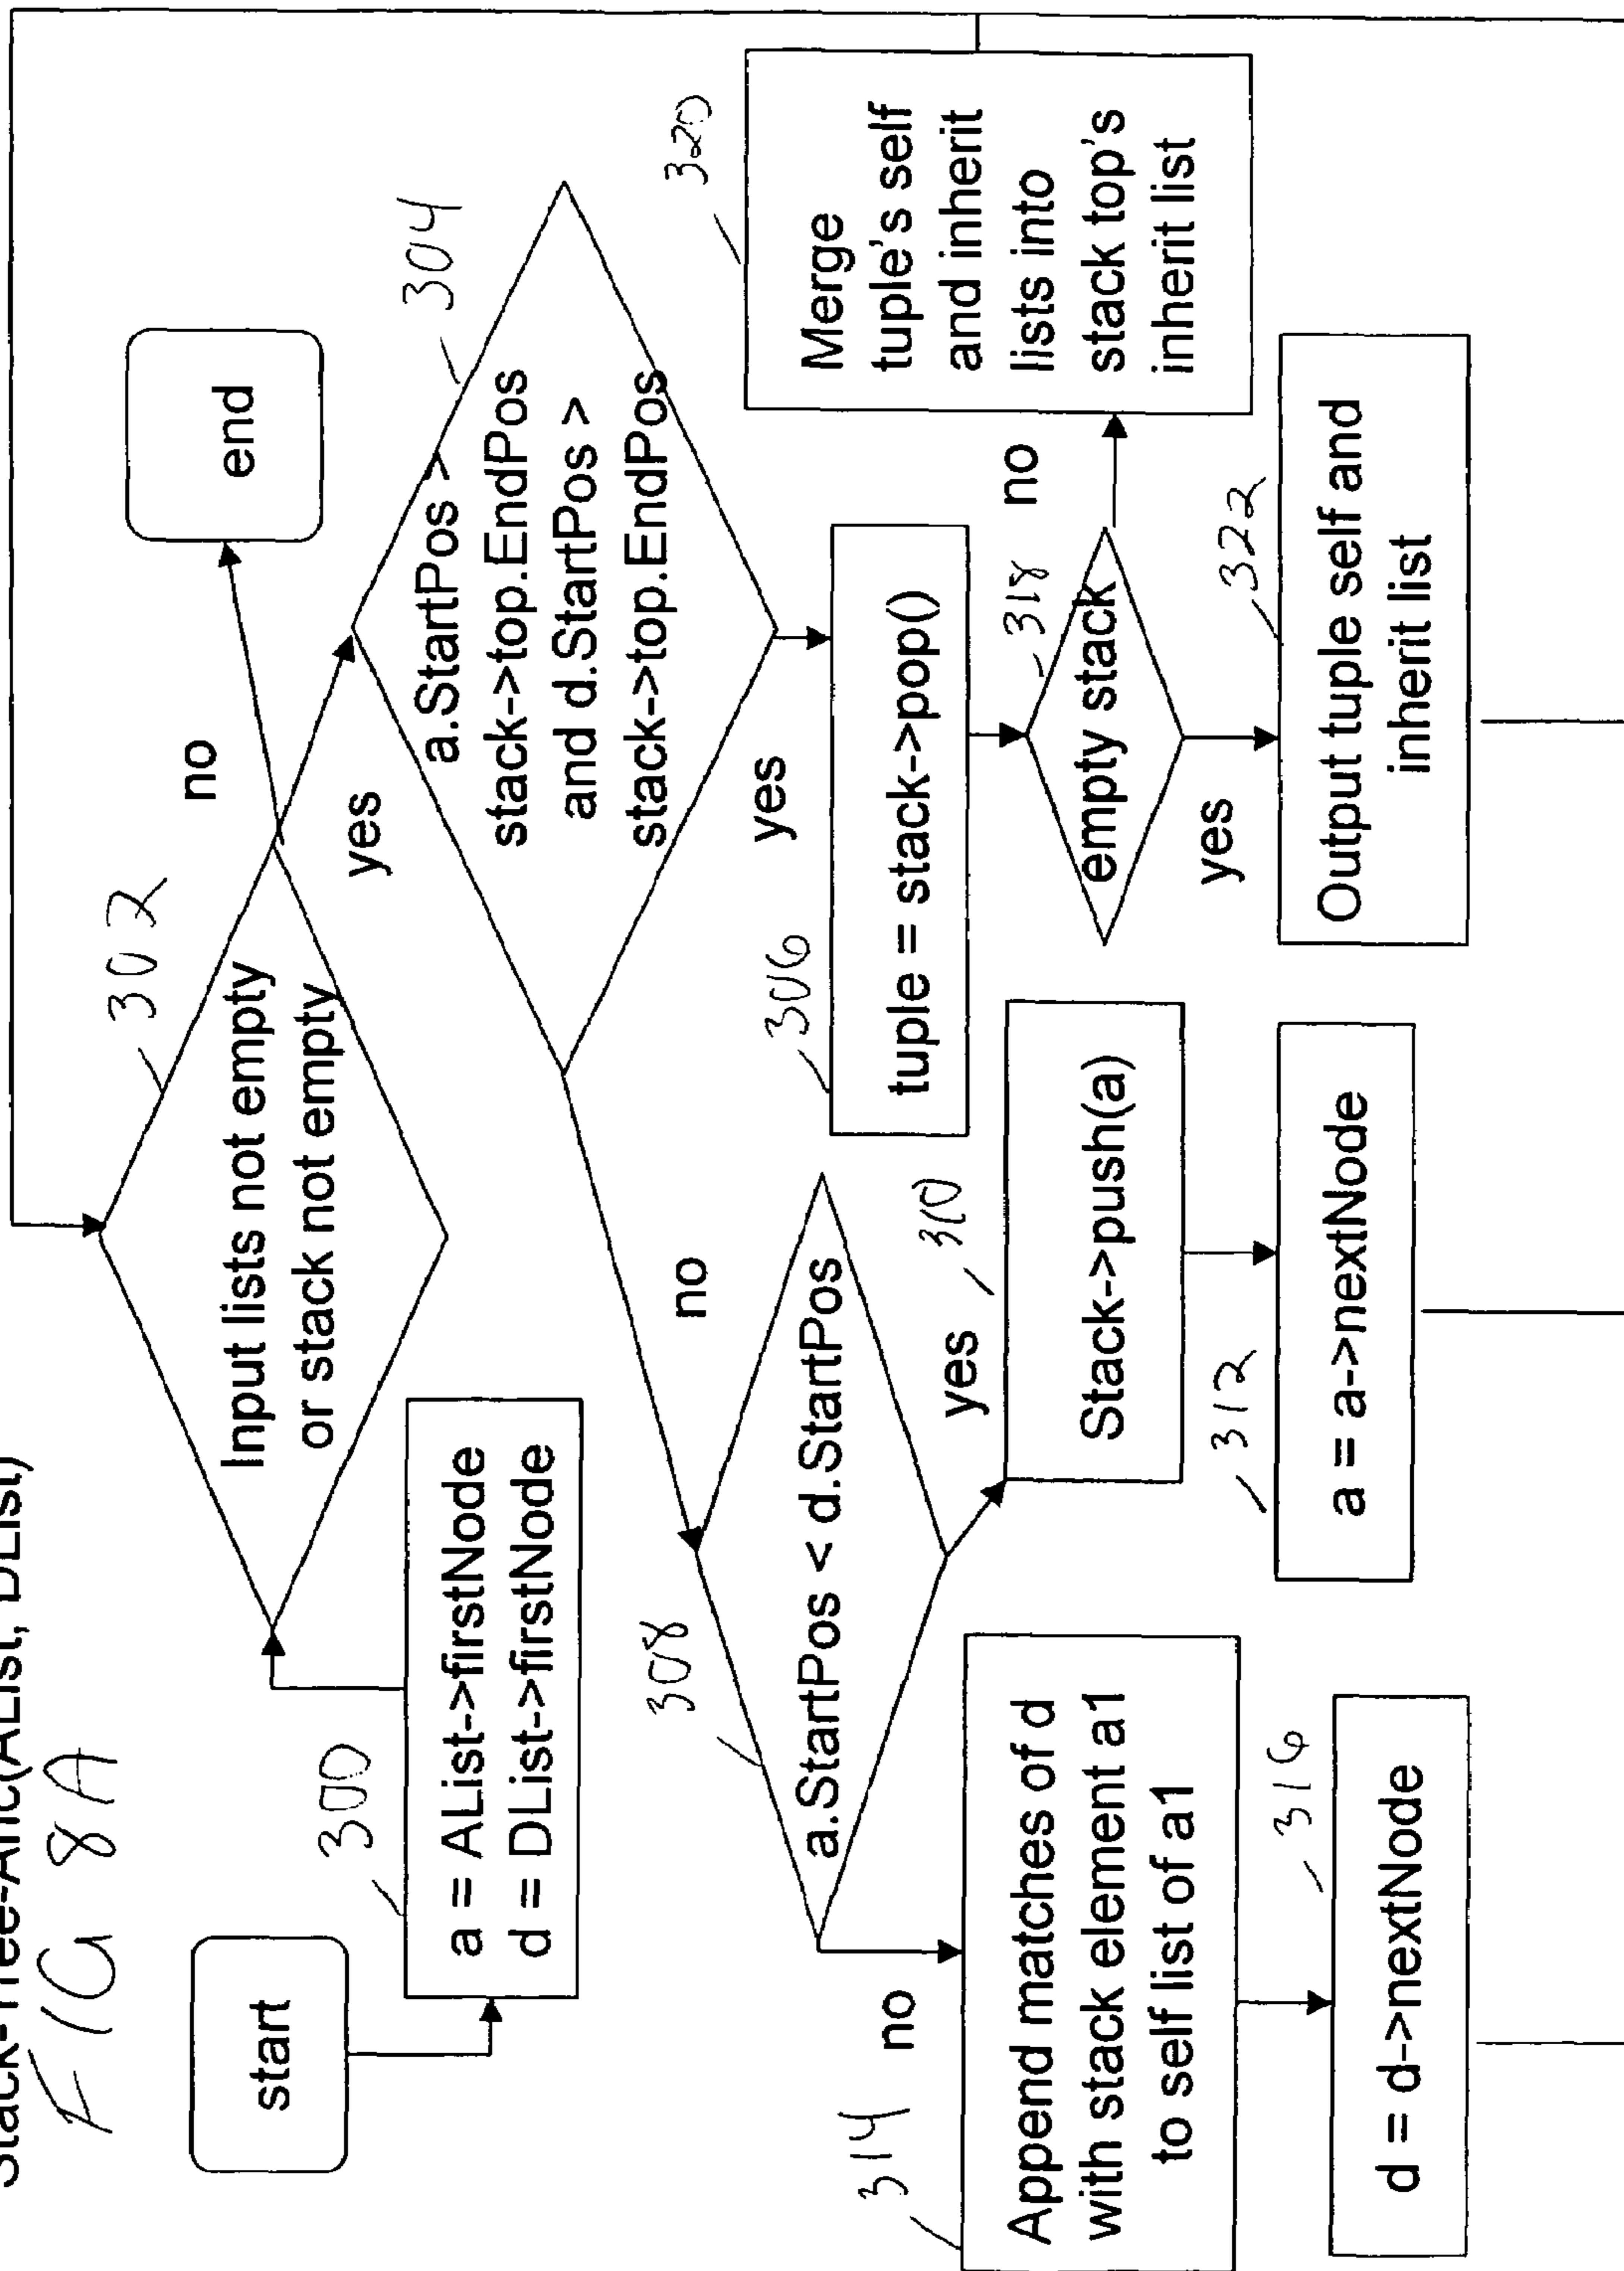 Stack-Tree-Anc(AList, DList)
FIG 8A
start
300
a = AList->firstNode
d = DList->firstNode
302
Input lists not empty
or stack not empty
no
end
yes
304
a.StartPos >
stack->top.EndPos
and d.StartPos >
stack->top.EndPos
no
yes
308
a.StartPos < d.StartPos
306
tuple = stack->pop()
no
yes
314
Append matches of d
with stack element a1
to self list of a1
316
d = d->nextNode
310
Stack->push(a)
312
a = a->nextNode
318
empty stack
no
yes
320
Merge
tuple's self
and inherit
lists into
stack top's
inherit list
322
Output tuple self and
inherit list